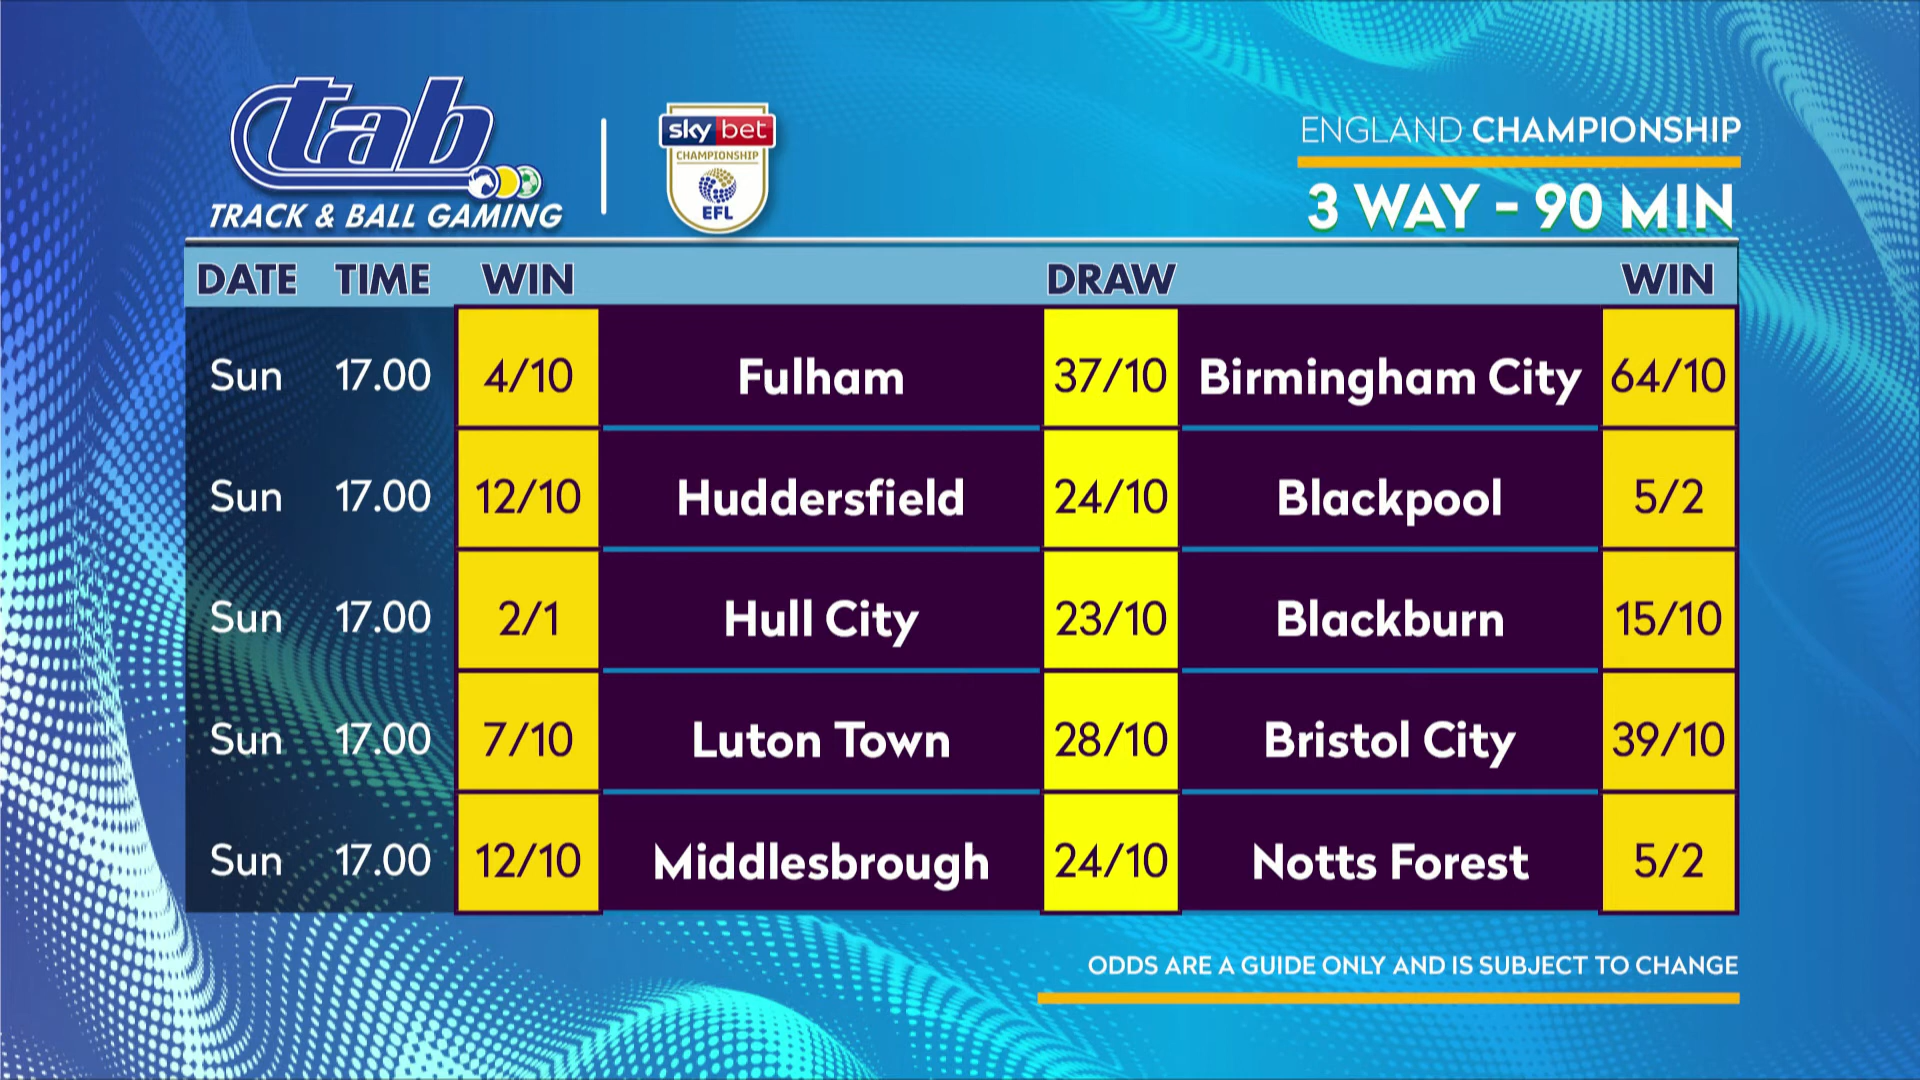 tab
TRACK & BALL GAMING
sky bet
CHAMPIONSHIP
EFL
ENGLAND CHAMPIONSHIP
3 WAY - 90 MIN
DATE TIME WIN DRAW WIN
Sun 17.00 4/10 Fulham 37/10 Birmingham City 64/10
Sun 17.00 12/10 Huddersfield 24/10 Blackpool 5/2
Sun 17.00 2/1 Hull City 23/10 Blackburn 15/10
Sun 17.00 7/10 Luton Town 28/10 Bristol City 39/10
Sun 17.00 12/10 Middlesbrough 24/10 Notts Forest 5/2
ODDS ARE A GUIDE ONLY AND IS SUBJECT TO CHANGE